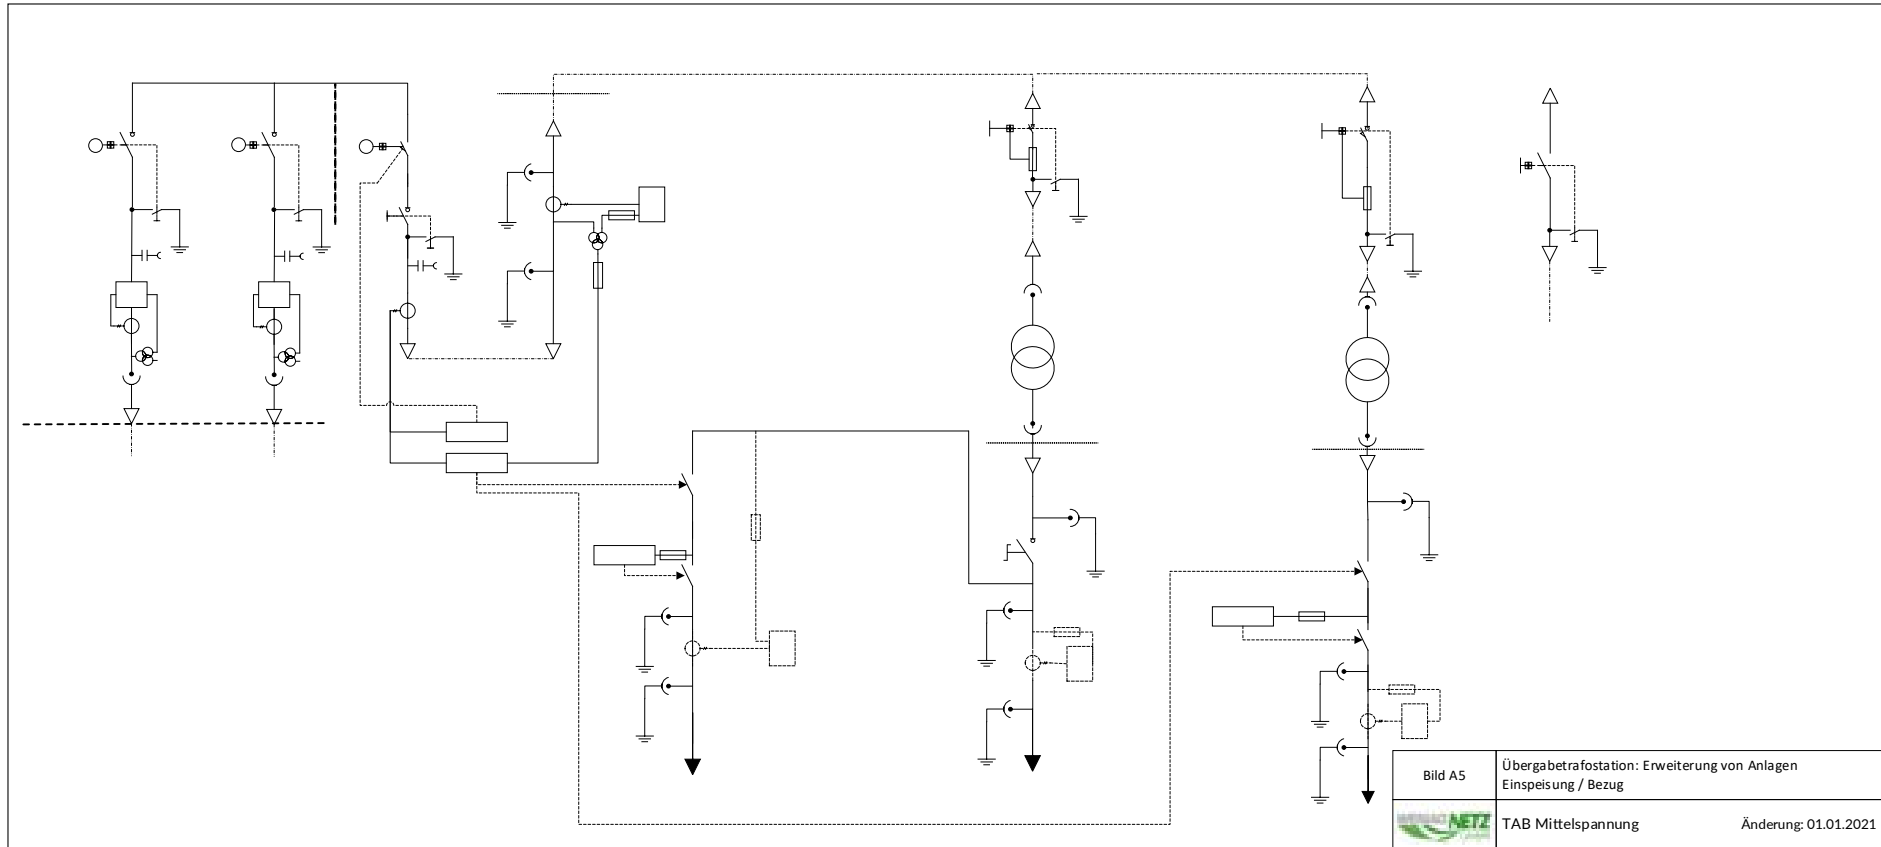 Bild A5
Übergabetrafostation: Erweiterung von Anlagen
Einspeisung / Bezug
NETZ
TAB Mittelspannung
Änderung: 01.01.2021